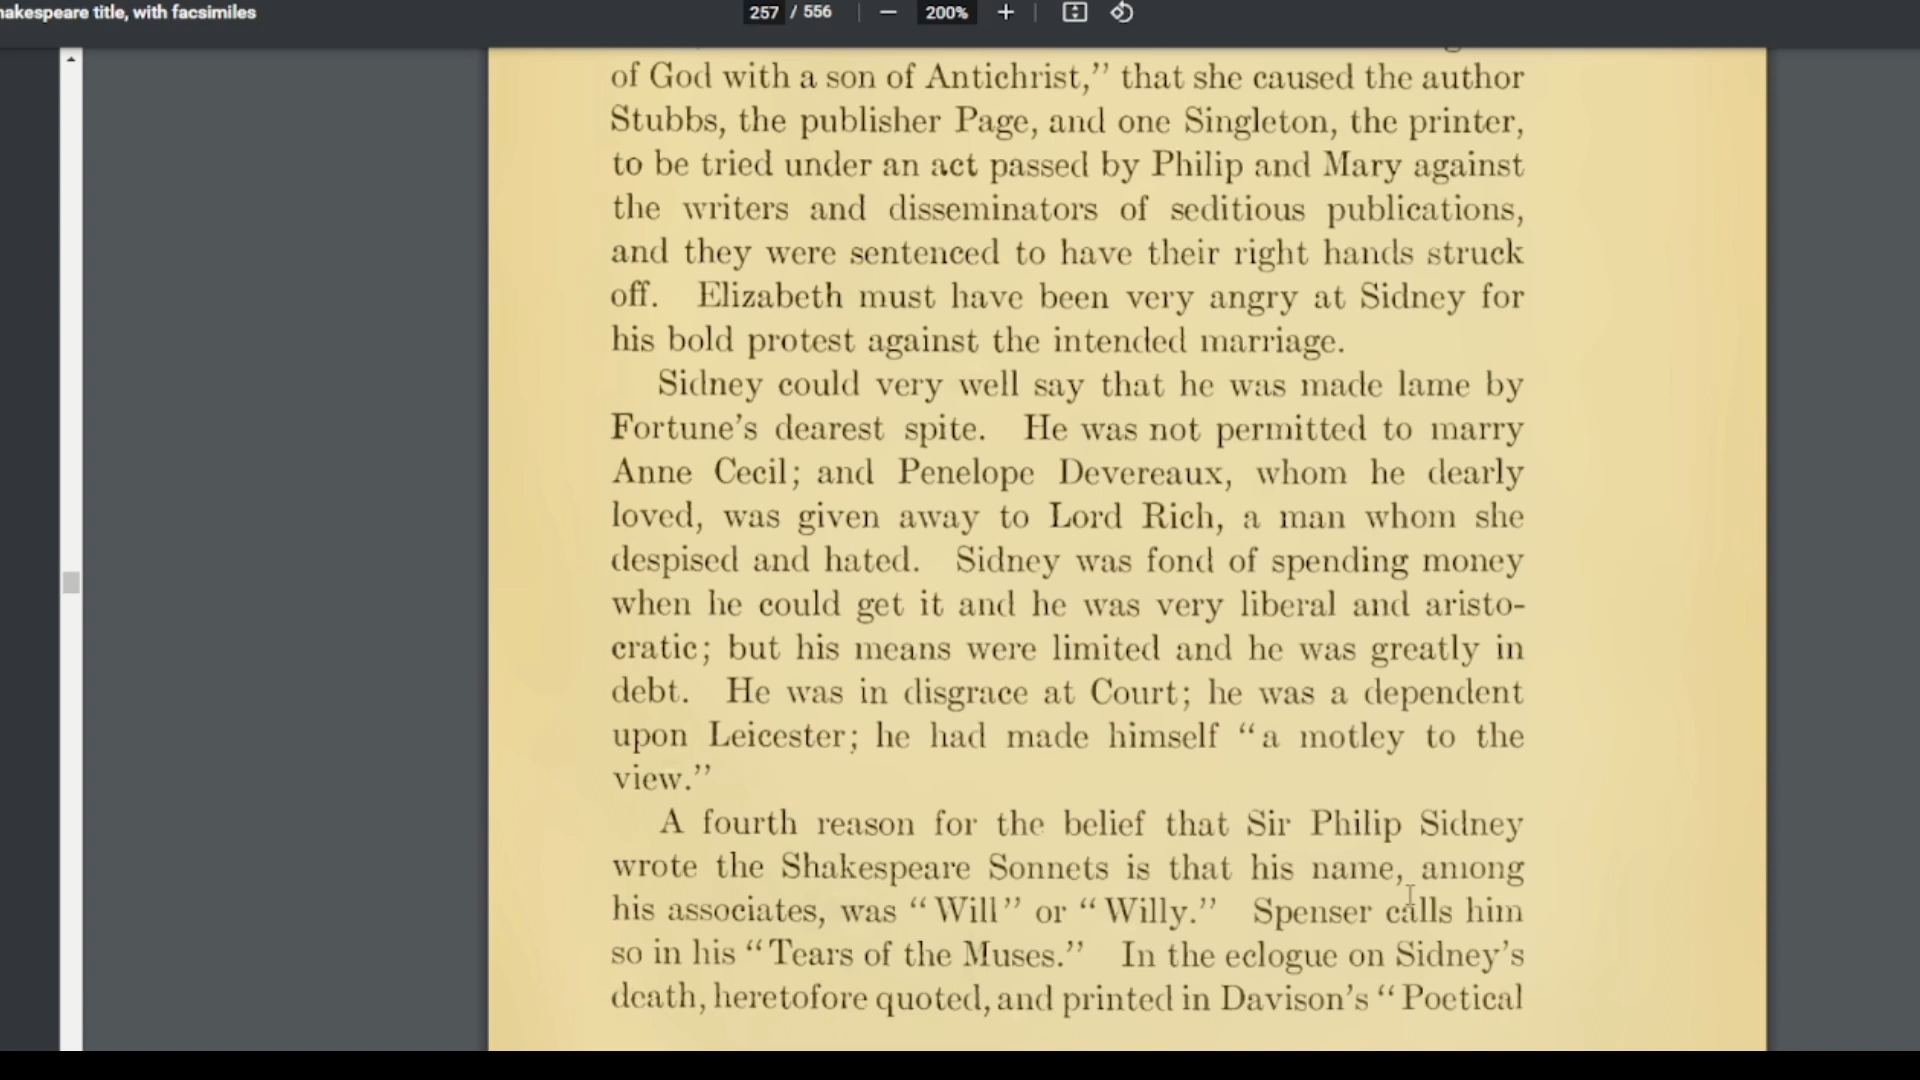 hakespeare title, with facsimiles
257 / 556
200%
of God with a son of Antichrist,” that she caused the author
Stubbs, the publisher Page, and one Singleton, the printer,
to be tried under an act passed by Philip and Mary against
the writers and disseminators of seditious publications,
and they were sentenced to have their right hands struck
off. Elizabeth must have been very angry at Sidney for
his bold protest against the intended marriage.
Sidney could very well say that he was made lame by
Fortune’s dearest spite. He was not permitted to marry
Anne Cecil; and Penelope Devereaux, whom he dearly
loved, was given away to Lord Rich, a man whom she
despised and hated. Sidney was fond of spending money
when he could get it and he was very liberal and aristo-
cratic; but his means were limited and he was greatly in
debt. He was in disgrace at Court; he was a dependent
upon Leicester; he had made himself “a motley to the
view.”
A fourth reason for the belief that Sir Philip Sidney
wrote the Shakespeare Sonnets is that his name, among
his associates, was “Will” or “Willy.” Spenser calls him
so in his “Tears of the Muses.” In the eclogue on Sidney’s
death, heretofore quoted, and printed in Davison’s “Poetical